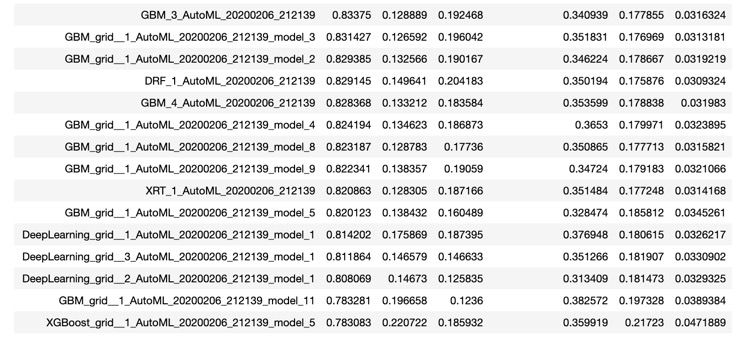 GBM_3_AutoML_20200206_212139 0.83375 0.128889 0.192468 0.340939 0.177855 0.0316324
GBM_grid__1_AutoML_20200206_212139_model_3 0.831427 0.126592 0.196042 0.351831 0.176969 0.0313181
GBM_grid__1_AutoML_20200206_212139_model_2 0.829385 0.132566 0.190167 0.346224 0.178667 0.0319219
DRF_1_AutoML_20200206_212139 0.829145 0.149641 0.204183 0.350194 0.175876 0.0309324
GBM_4_AutoML_20200206_212139 0.828368 0.133212 0.183584 0.353599 0.178838 0.031983
GBM_grid__1_AutoML_20200206_212139_model_4 0.824194 0.134623 0.186873 0.3653 0.179971 0.0323895
GBM_grid__1_AutoML_20200206_212139_model_8 0.823187 0.128783 0.17736 0.350865 0.177713 0.0315821
GBM_grid__1_AutoML_20200206_212139_model_9 0.822341 0.138357 0.19059 0.34724 0.179183 0.0321066
XRT_1_AutoML_20200206_212139 0.820863 0.128305 0.187166 0.351484 0.177248 0.0314168
GBM_grid__1_AutoML_20200206_212139_model_5 0.820123 0.138432 0.160489 0.328474 0.185812 0.0345261
DeepLearning_grid__1_AutoML_20200206_212139_model_1 0.814202 0.175869 0.187395 0.376948 0.180615 0.0326217
DeepLearning_grid__3_AutoML_20200206_212139_model_1 0.811864 0.146579 0.146633 0.351266 0.181907 0.0330902
DeepLearning_grid__2_AutoML_20200206_212139_model_1 0.808069 0.14673 0.125835 0.313409 0.181473 0.0329325
GBM_grid__1_AutoML_20200206_212139_model_11 0.783281 0.196658 0.1236 0.382572 0.197328 0.0389384
XGBoost_grid__1_AutoML_20200206_212139_model_5 0.783083 0.220722 0.185932 0.359919 0.21723 0.0471889